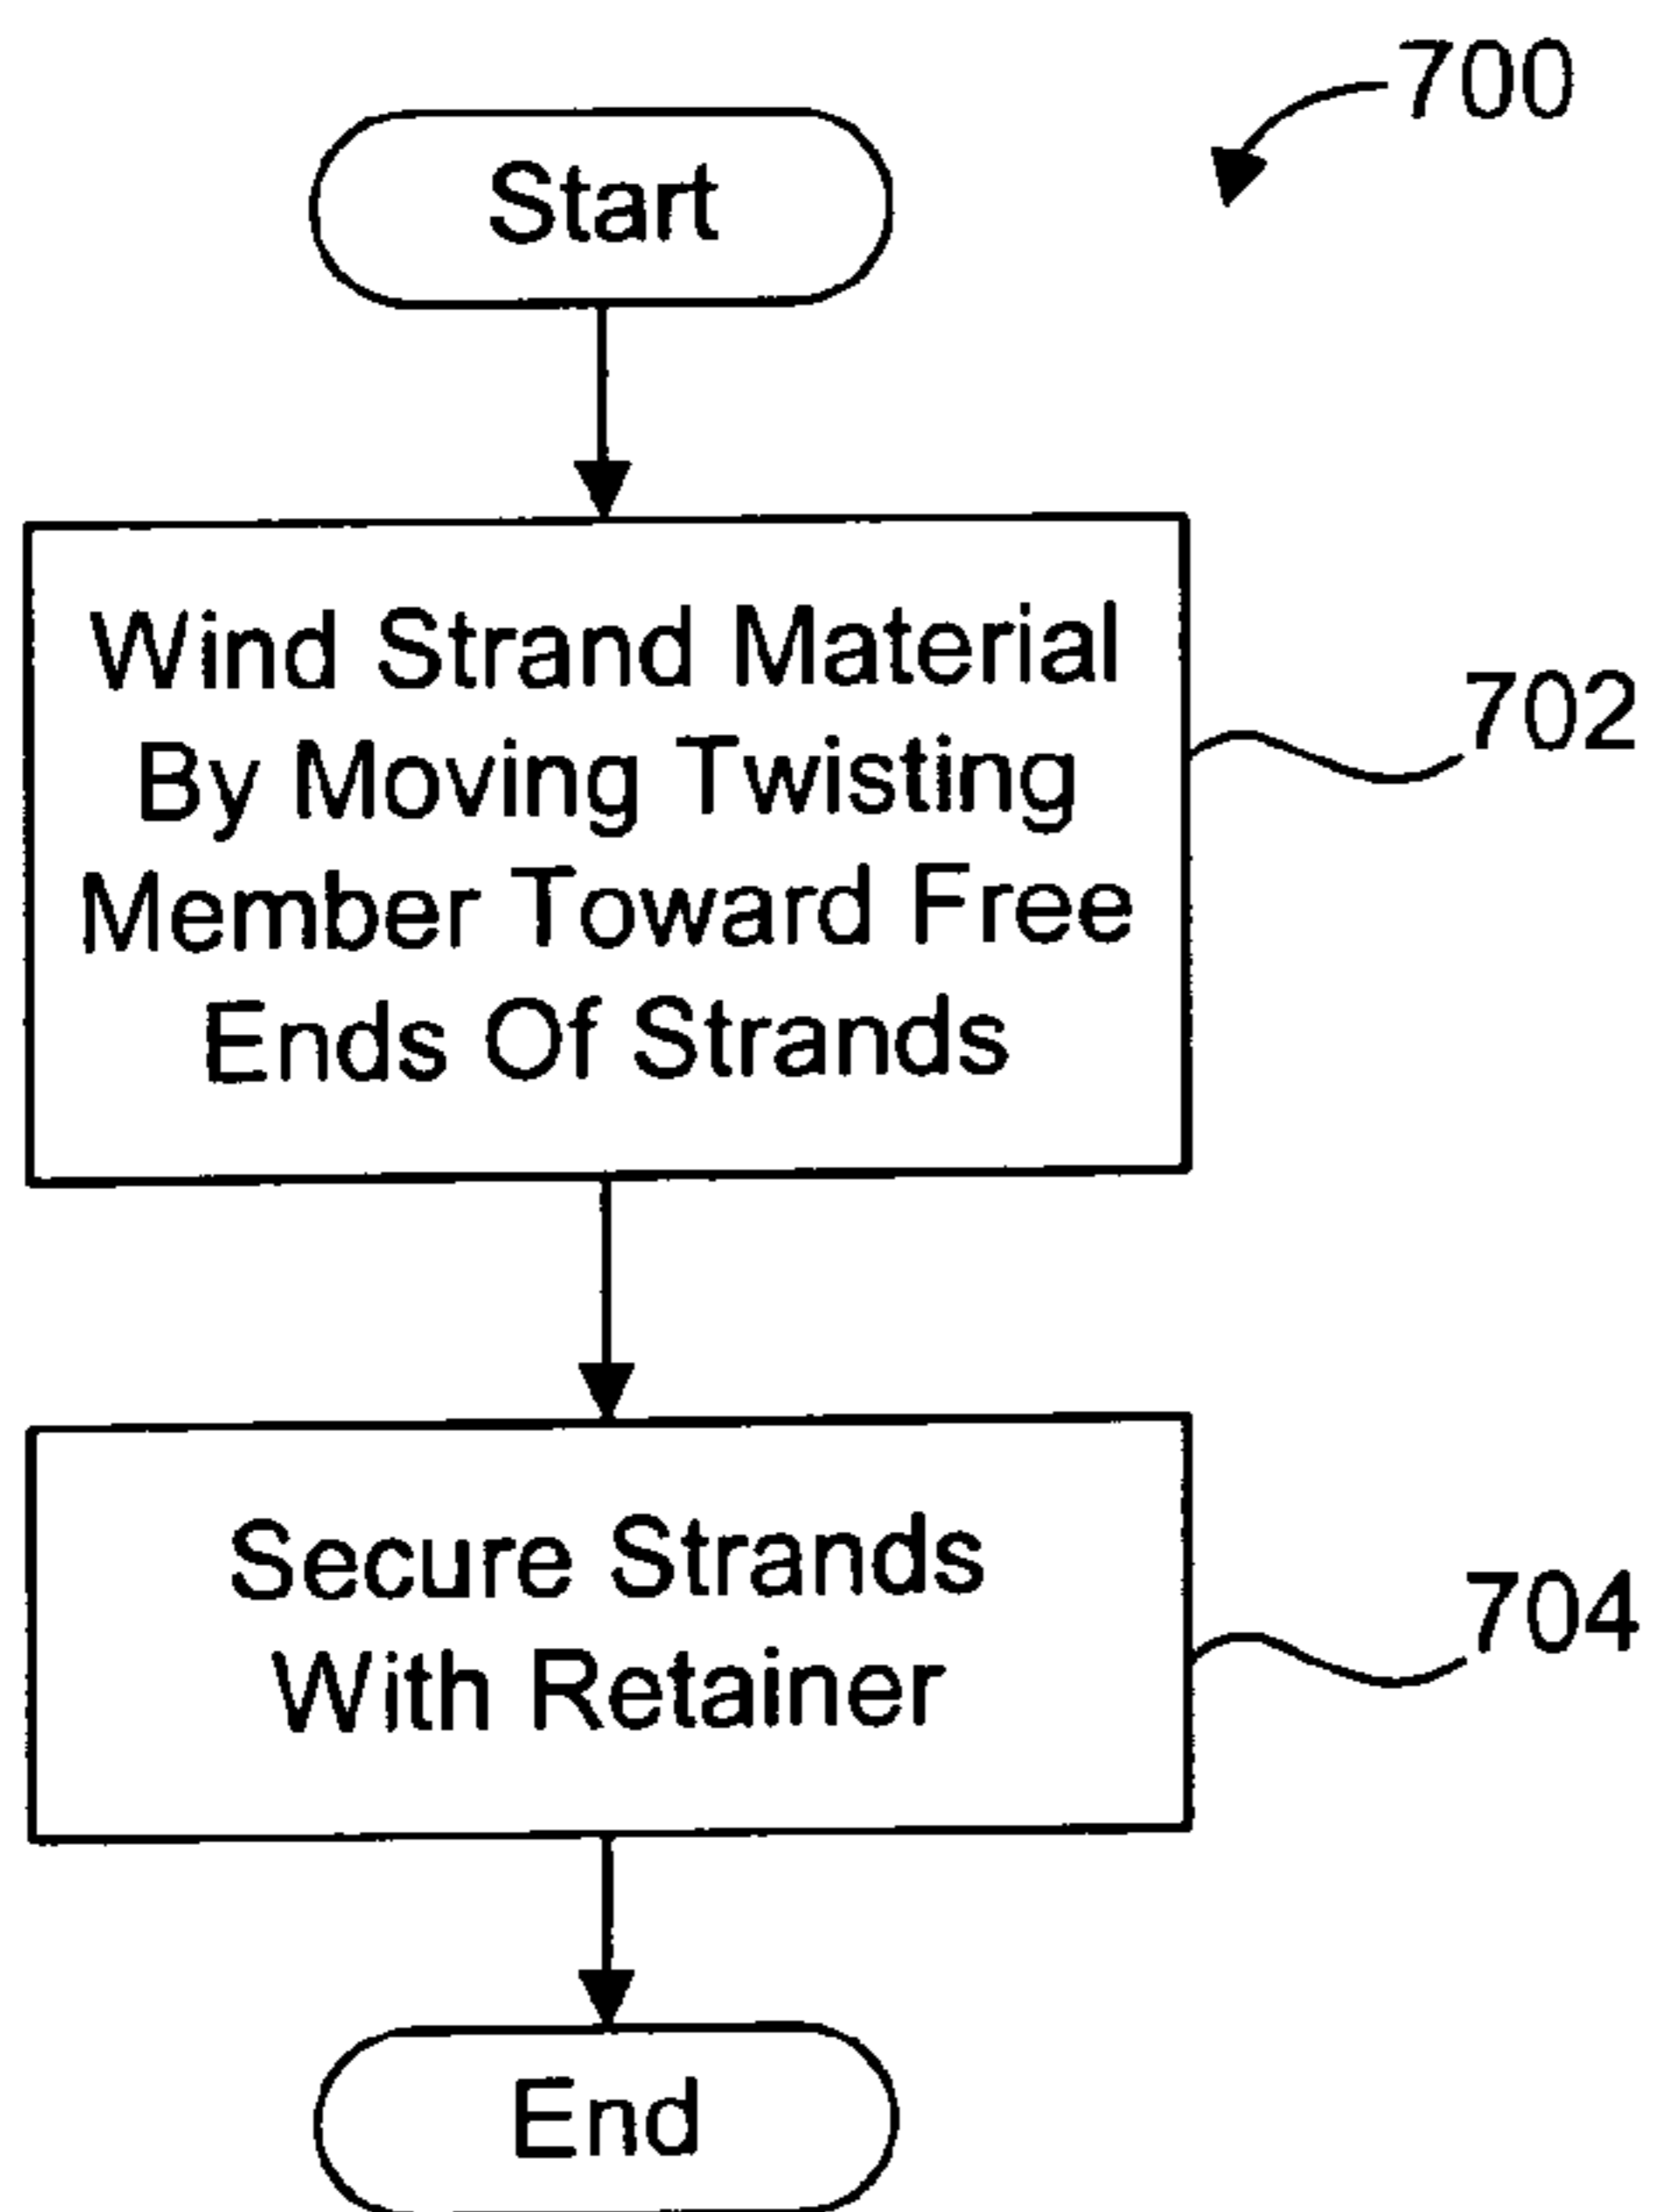 700
Start
Wind Strand Material
By Moving Twisting
Member Toward Free
Ends Of Strands
702
Secure Strands
With Retainer
704
End